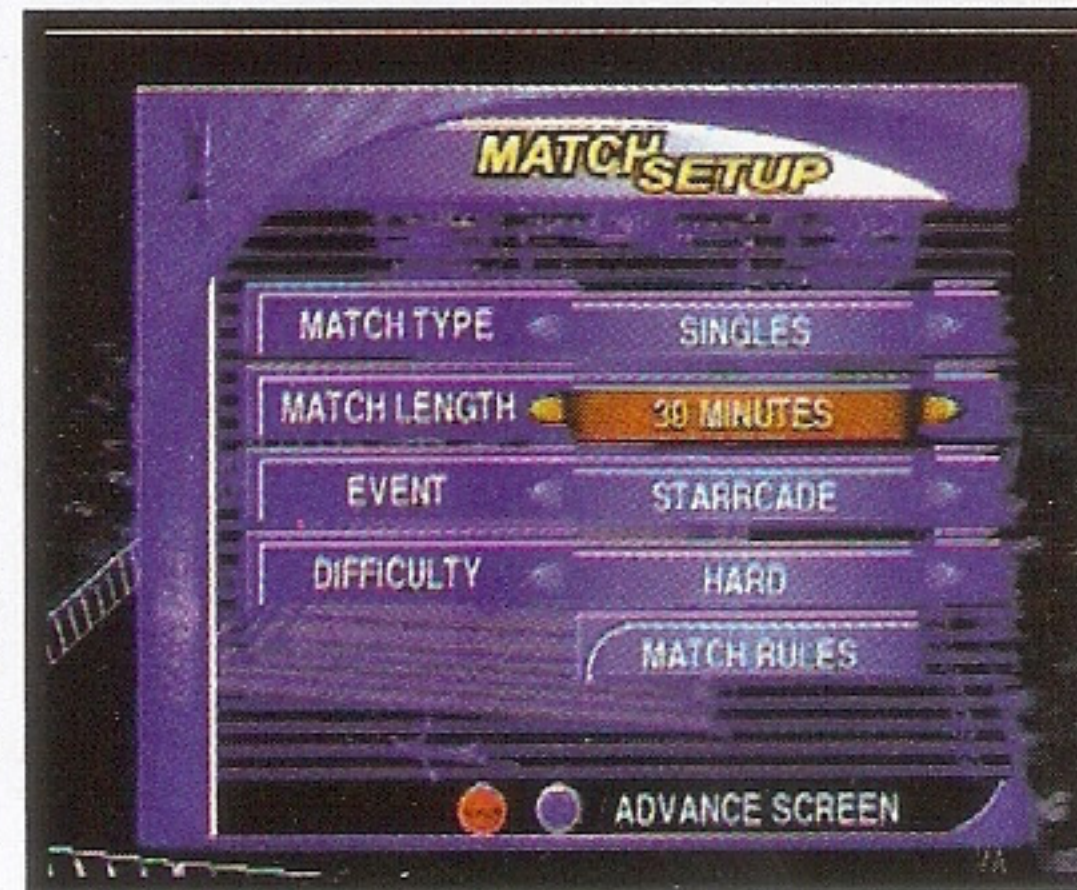 MATCH SETUP
MATCH TYPE SINGLES
MATCH LENGTH 30 MINUTES
EVENT STARRCADE
DIFFICULTY HARD
MATCH RULES
ADVANCE SCREEN